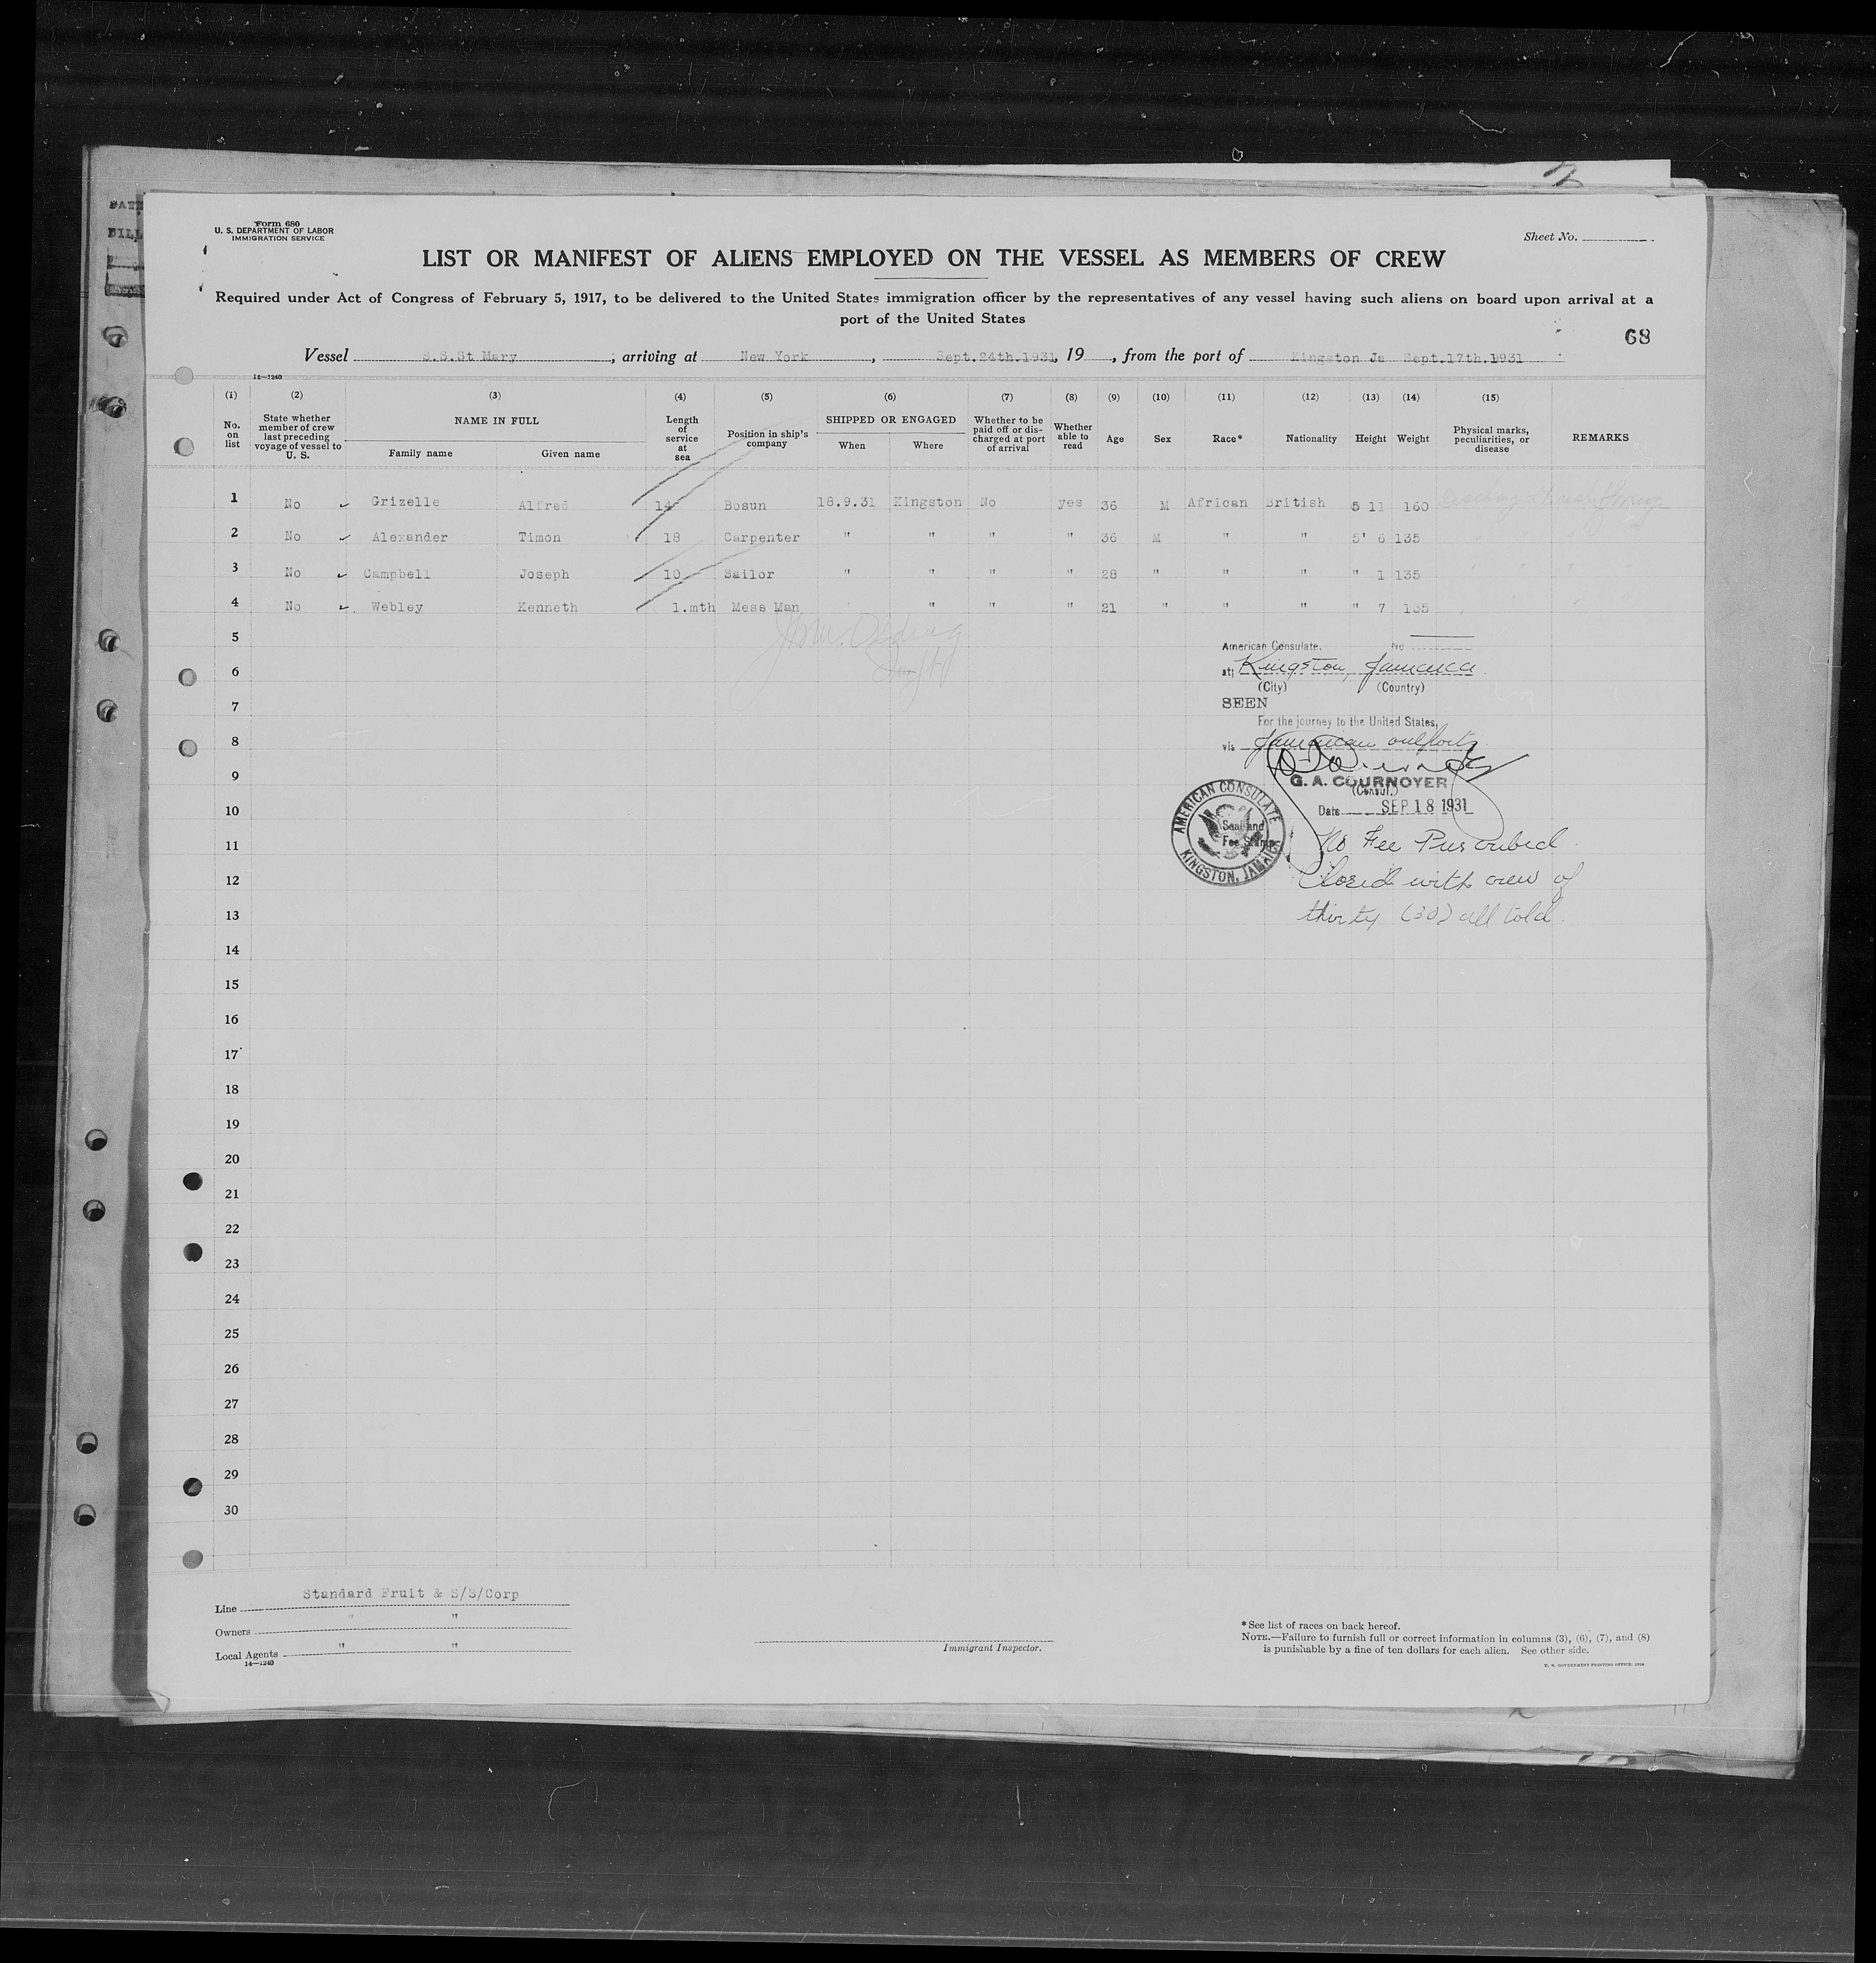 Form 680
U. S. DEPARTMENT OF LABOR
IMMIGRATION SERVICE
Sheet No.
LIST OR MANIFEST OF ALIENS EMPLOYED ON THE VESSEL AS MEMBERS OF CREW
Required under Act of Congress of February 5, 1917, to be delivered to the United States immigration officer by the representatives of any vessel having such aliens on board upon arrival at a
port of the United States
68
Vessel S.S.St Mary, arriving at New York, Sept.24th.1931, 19, from the port of Kingston Ja Sept.17th.1931
14—1240
(1) (2) (3) (4) (5) (6) (7) (8) (9) (10) (11) (12) (13) (14) (15)
No. on list State whether member of crew last preceding voyage of vessel to U. S. NAME IN FULL Family name Given name Length of service at sea Position in ship's company SHIPPED OR ENGAGED When Where Whether to be paid off or discharged at port of arrival Whether able to read Age Sex Race* Nationality Height Weight Physical marks, peculiarities, or disease REMARKS
1 No Grizelle Alfred 14 Bosun 18.9.31 Kingston No yes 36 M African British 5 11 160
2 No Alexander Timon 18 Carpenter " " " " 36 M " " 5' 6 135
3 No Campbell Joseph 10 Sailor " " " " 28 " " " " 1 135
4 No Webley Kenneth 1.mth Mess Man " " " 21 " " " " 7 135
5
6
7
8
9
10
11
12
13
14
15
16
17
18
19
20
21
22
23
24
25
26
27
28
29
30
American Consulate. No
at Kingston, Jamaica
(City) (Country)
SEEN
For the journey to the United States,
via Jamaican outports
G. A. COURNOYER
(Consul.)
Date SEP 18 1931
AMERICAN CONSULATE
Seal and
Fee Stamp
KINGSTON, JAMAICA
No Fee Prescribed
Closed with crew of
thirty (30) all told.
Line Standard Fruit & S/S/Corp
Owners " "
Local Agents " "
14—1240
Immigrant Inspector.
* See list of races on back hereof.
NOTE.—Failure to furnish full or correct information in columns (3), (6), (7), and (8)
is punishable by a fine of ten dollars for each alien. See other side.